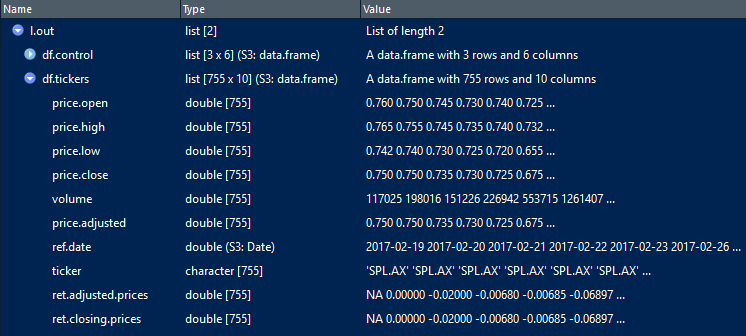 Name Type Value
l.out list [2] List of length 2
df.control list [3 x 6] (S3: data.frame) A data.frame with 3 rows and 6 columns
df.tickers list [755 x 10] (S3: data.frame) A data.frame with 755 rows and 10 columns
price.open double [755] 0.760 0.750 0.745 0.730 0.740 0.725 ...
price.high double [755] 0.765 0.755 0.745 0.735 0.740 0.732 ...
price.low double [755] 0.742 0.740 0.730 0.725 0.720 0.655 ...
price.close double [755] 0.750 0.750 0.735 0.730 0.725 0.675 ...
volume double [755] 117025 198016 151226 226942 553715 1261407 ...
price.adjusted double [755] 0.750 0.750 0.735 0.730 0.725 0.675 ...
ref.date double (S3: Date) 2017-02-19 2017-02-20 2017-02-21 2017-02-22 2017-02-23 2017-02-26 ...
ticker character [755] 'SPL.AX' 'SPL.AX' 'SPL.AX' 'SPL.AX' 'SPL.AX' 'SPL.AX' ...
ret.adjusted.prices double [755] NA 0.00000 -0.02000 -0.00680 -0.00685 -0.06897 ...
ret.closing.prices double [755] NA 0.00000 -0.02000 -0.00680 -0.00685 -0.06897 ...